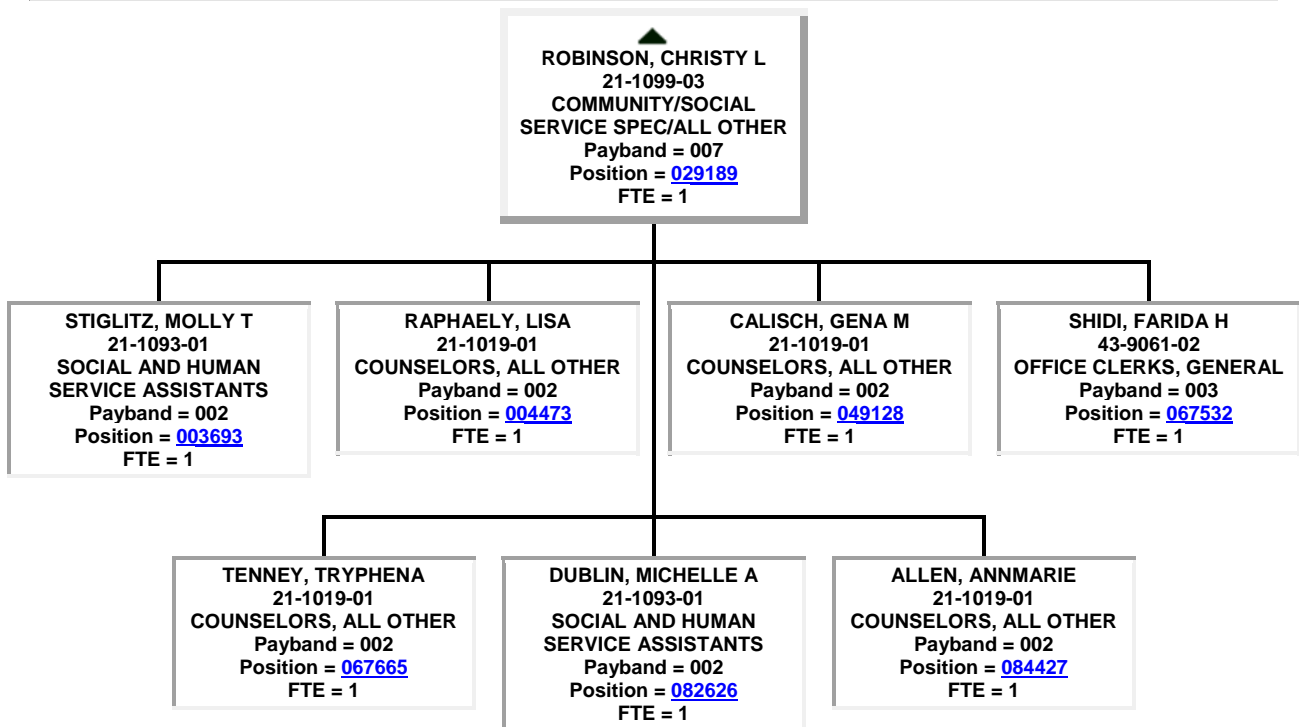 ROBINSON, CHRISTY L
21-1099-03
COMMUNITY/SOCIAL
SERVICE SPEC/ALL OTHER
Payband = 007
Position = 029189
FTE = 1
STIGLITZ, MOLLY T
21-1093-01
SOCIAL AND HUMAN
SERVICE ASSISTANTS
Payband = 002
Position = 003693
FTE = 1
RAPHAELY, LISA
21-1019-01
COUNSELORS, ALL OTHER
Payband = 002
Position = 004473
FTE = 1
CALISCH, GENA M
21-1019-01
COUNSELORS, ALL OTHER
Payband = 002
Position = 049128
FTE = 1
SHIDI, FARIDA H
43-9061-02
OFFICE CLERKS, GENERAL
Payband = 003
Position = 067532
FTE = 1
TENNEY, TRYPHENA
21-1019-01
COUNSELORS, ALL OTHER
Payband = 002
Position = 067665
FTE = 1
DUBLIN, MICHELLE A
21-1093-01
SOCIAL AND HUMAN
SERVICE ASSISTANTS
Payband = 002
Position = 082626
FTE = 1
ALLEN, ANNMARIE
21-1019-01
COUNSELORS, ALL OTHER
Payband = 002
Position = 084427
FTE = 1